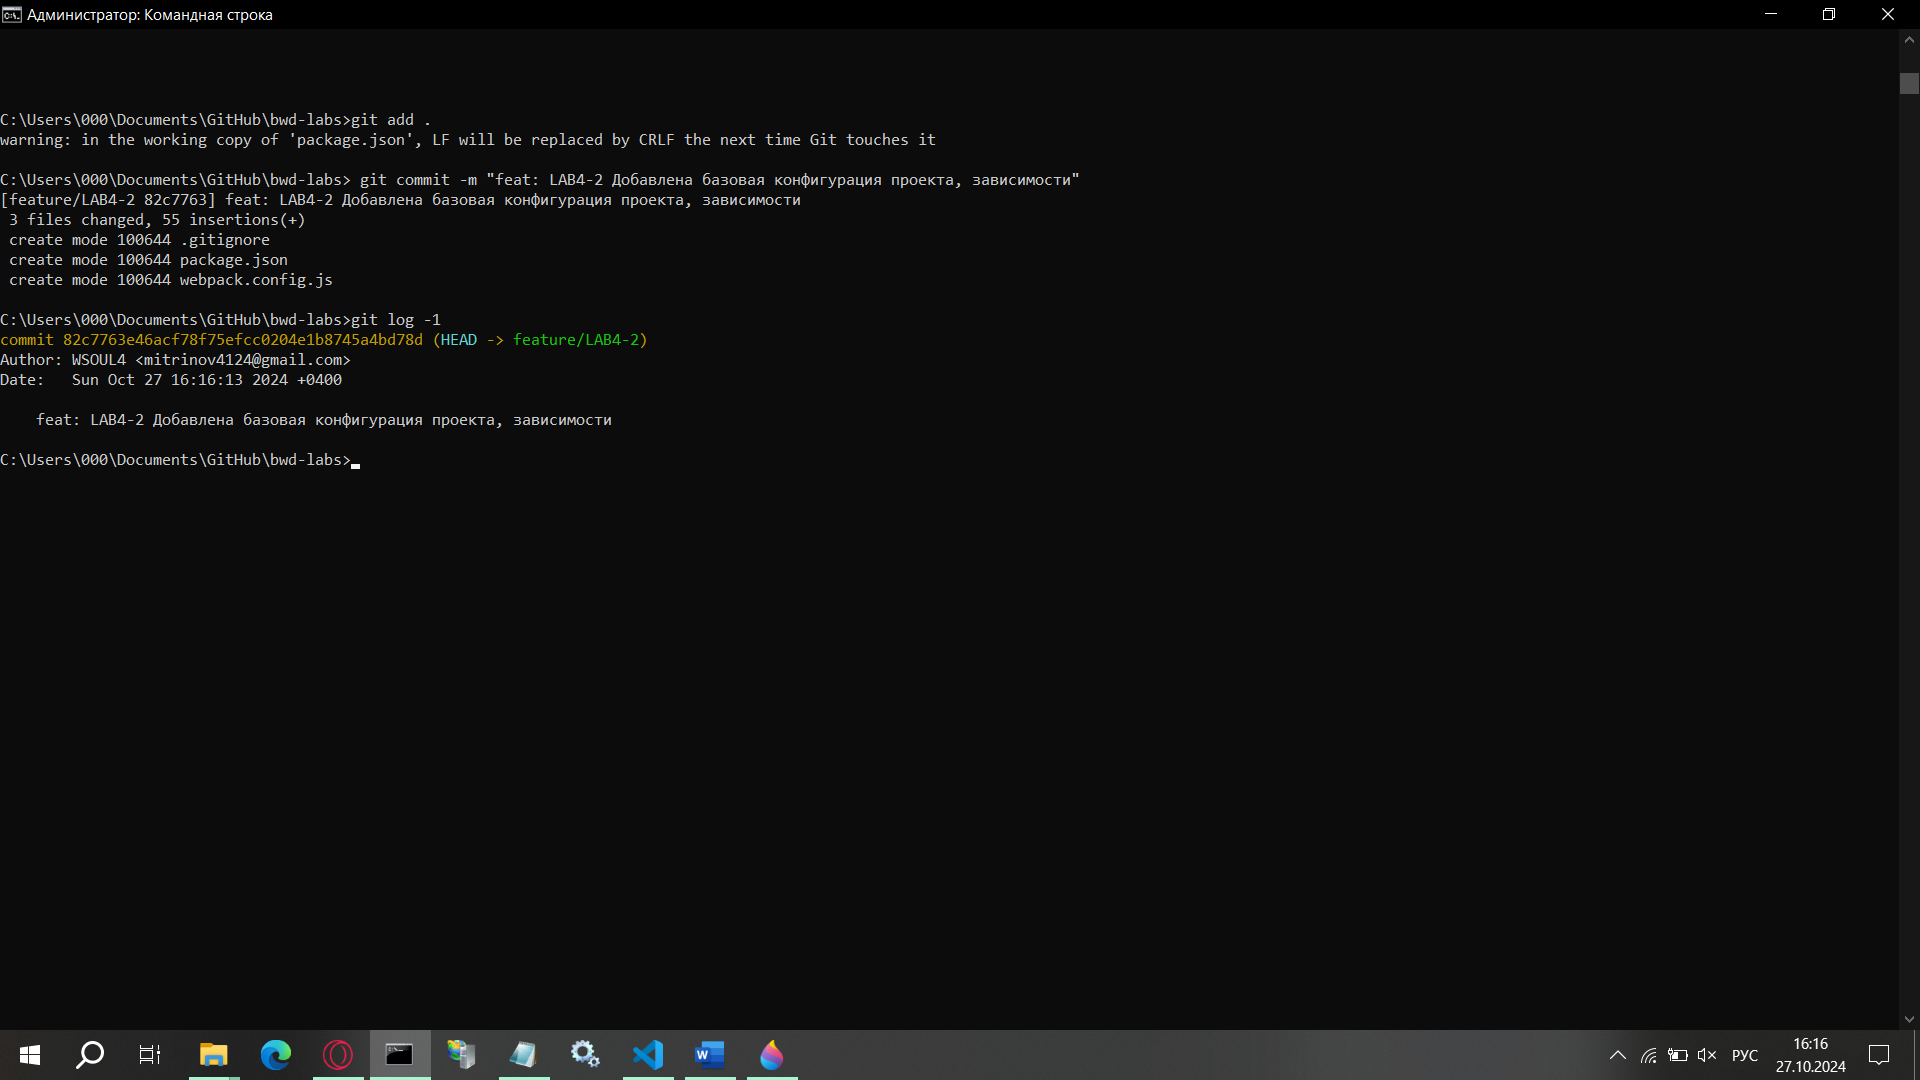 Администратор: Командная строка
C:\Users\000\Documents\GitHub\bwd-labs>git add .
warning: in the working copy of 'package.json', LF will be replaced by CRLF the next time Git touches it
C:\Users\000\Documents\GitHub\bwd-labs> git commit -m "feat: LAB4-2 Добавлена базовая конфигурация проекта, зависимости"
[feature/LAB4-2 82c7763] feat: LAB4-2 Добавлена базовая конфигурация проекта, зависимости
3 files changed, 55 insertions(+)
create mode 100644 .gitignore
create mode 100644 package.json
create mode 100644 webpack.config.js
C:\Users\000\Documents\GitHub\bwd-labs>git log -1
commit 82c7763e46acf78f75efcc0204e1b8745a4bd78d (HEAD -> feature/LAB4-2)
Author: WSOUL4 <mitrinov4124@gmail.com>
Date:   Sun Oct 27 16:16:13 2024 +0400
feat: LAB4-2 Добавлена базовая конфигурация проекта, зависимости
C:\Users\000\Documents\GitHub\bwd-labs>
РУС
16:16
27.10.2024